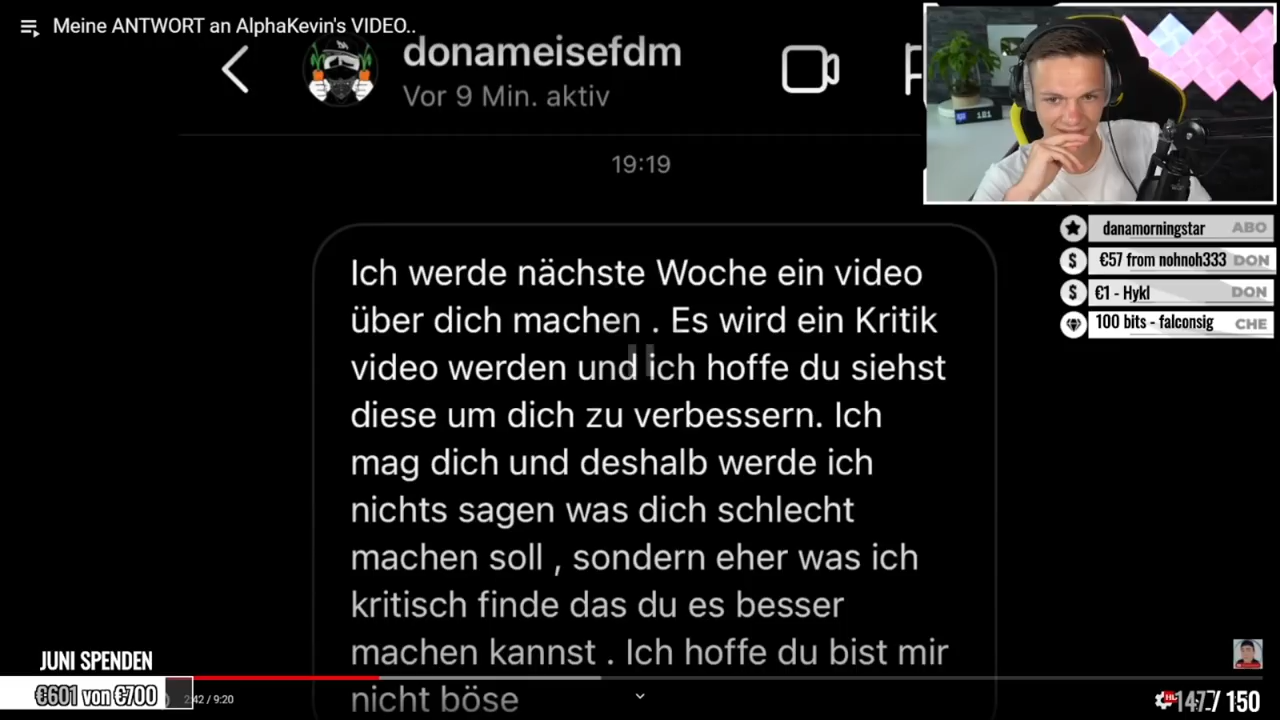 Meine ANTWORT an AlphaKevin's VIDEO..
donameisefdm
Vor 9 Min. aktiv
19:19
Ich werde nächste Woche ein video
über dich machen . Es wird ein Kritik
video werden und ich hoffe du siehst
diese um dich zu verbessern. Ich
mag dich und deshalb werde ich
nichts sagen was dich schlecht
machen soll , sondern eher was ich
kritisch finde das du es besser
machen kannst . Ich hoffe du bist mir
nicht böse
danamorningstar ABO
€57 from nohnoh333 DON
€1 - Hykl DON
100 bits - falconsig CHE
JUNI SPENDEN
€601 von €700
2:42 / 9:20
147 / 150